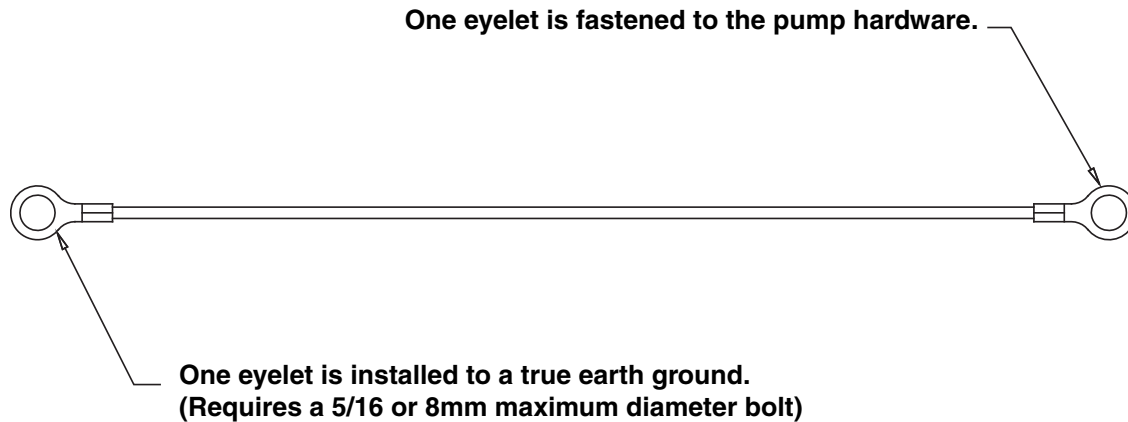 One eyelet is fastened to the pump hardware.
One eyelet is installed to a true earth ground.
(Requires a 5/16 or 8mm maximum diameter bolt)